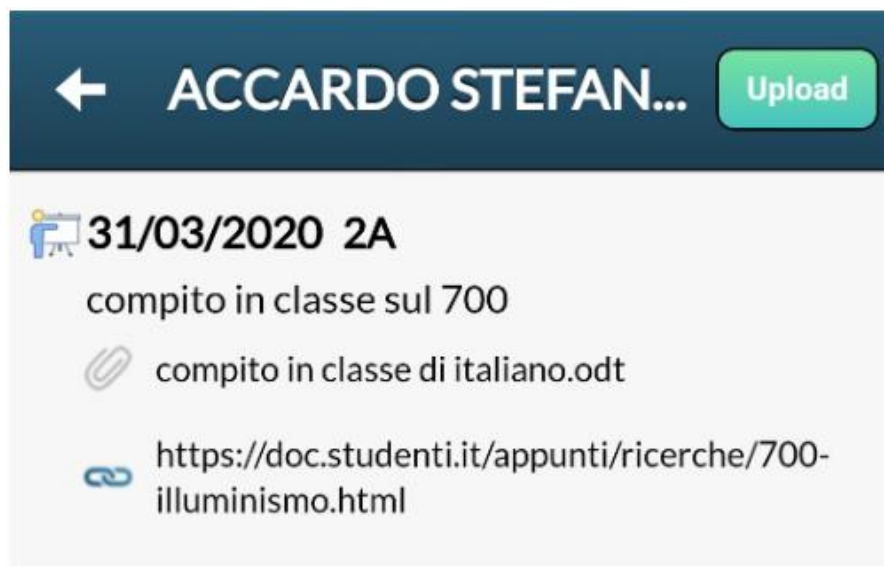 ACCARDO STEFAN...
Upload
31/03/2020 2A
compito in classe sul 700
compito in classe di italiano.odt
https://doc.studenti.it/appunti/ricerche/700-
illuminismo.html